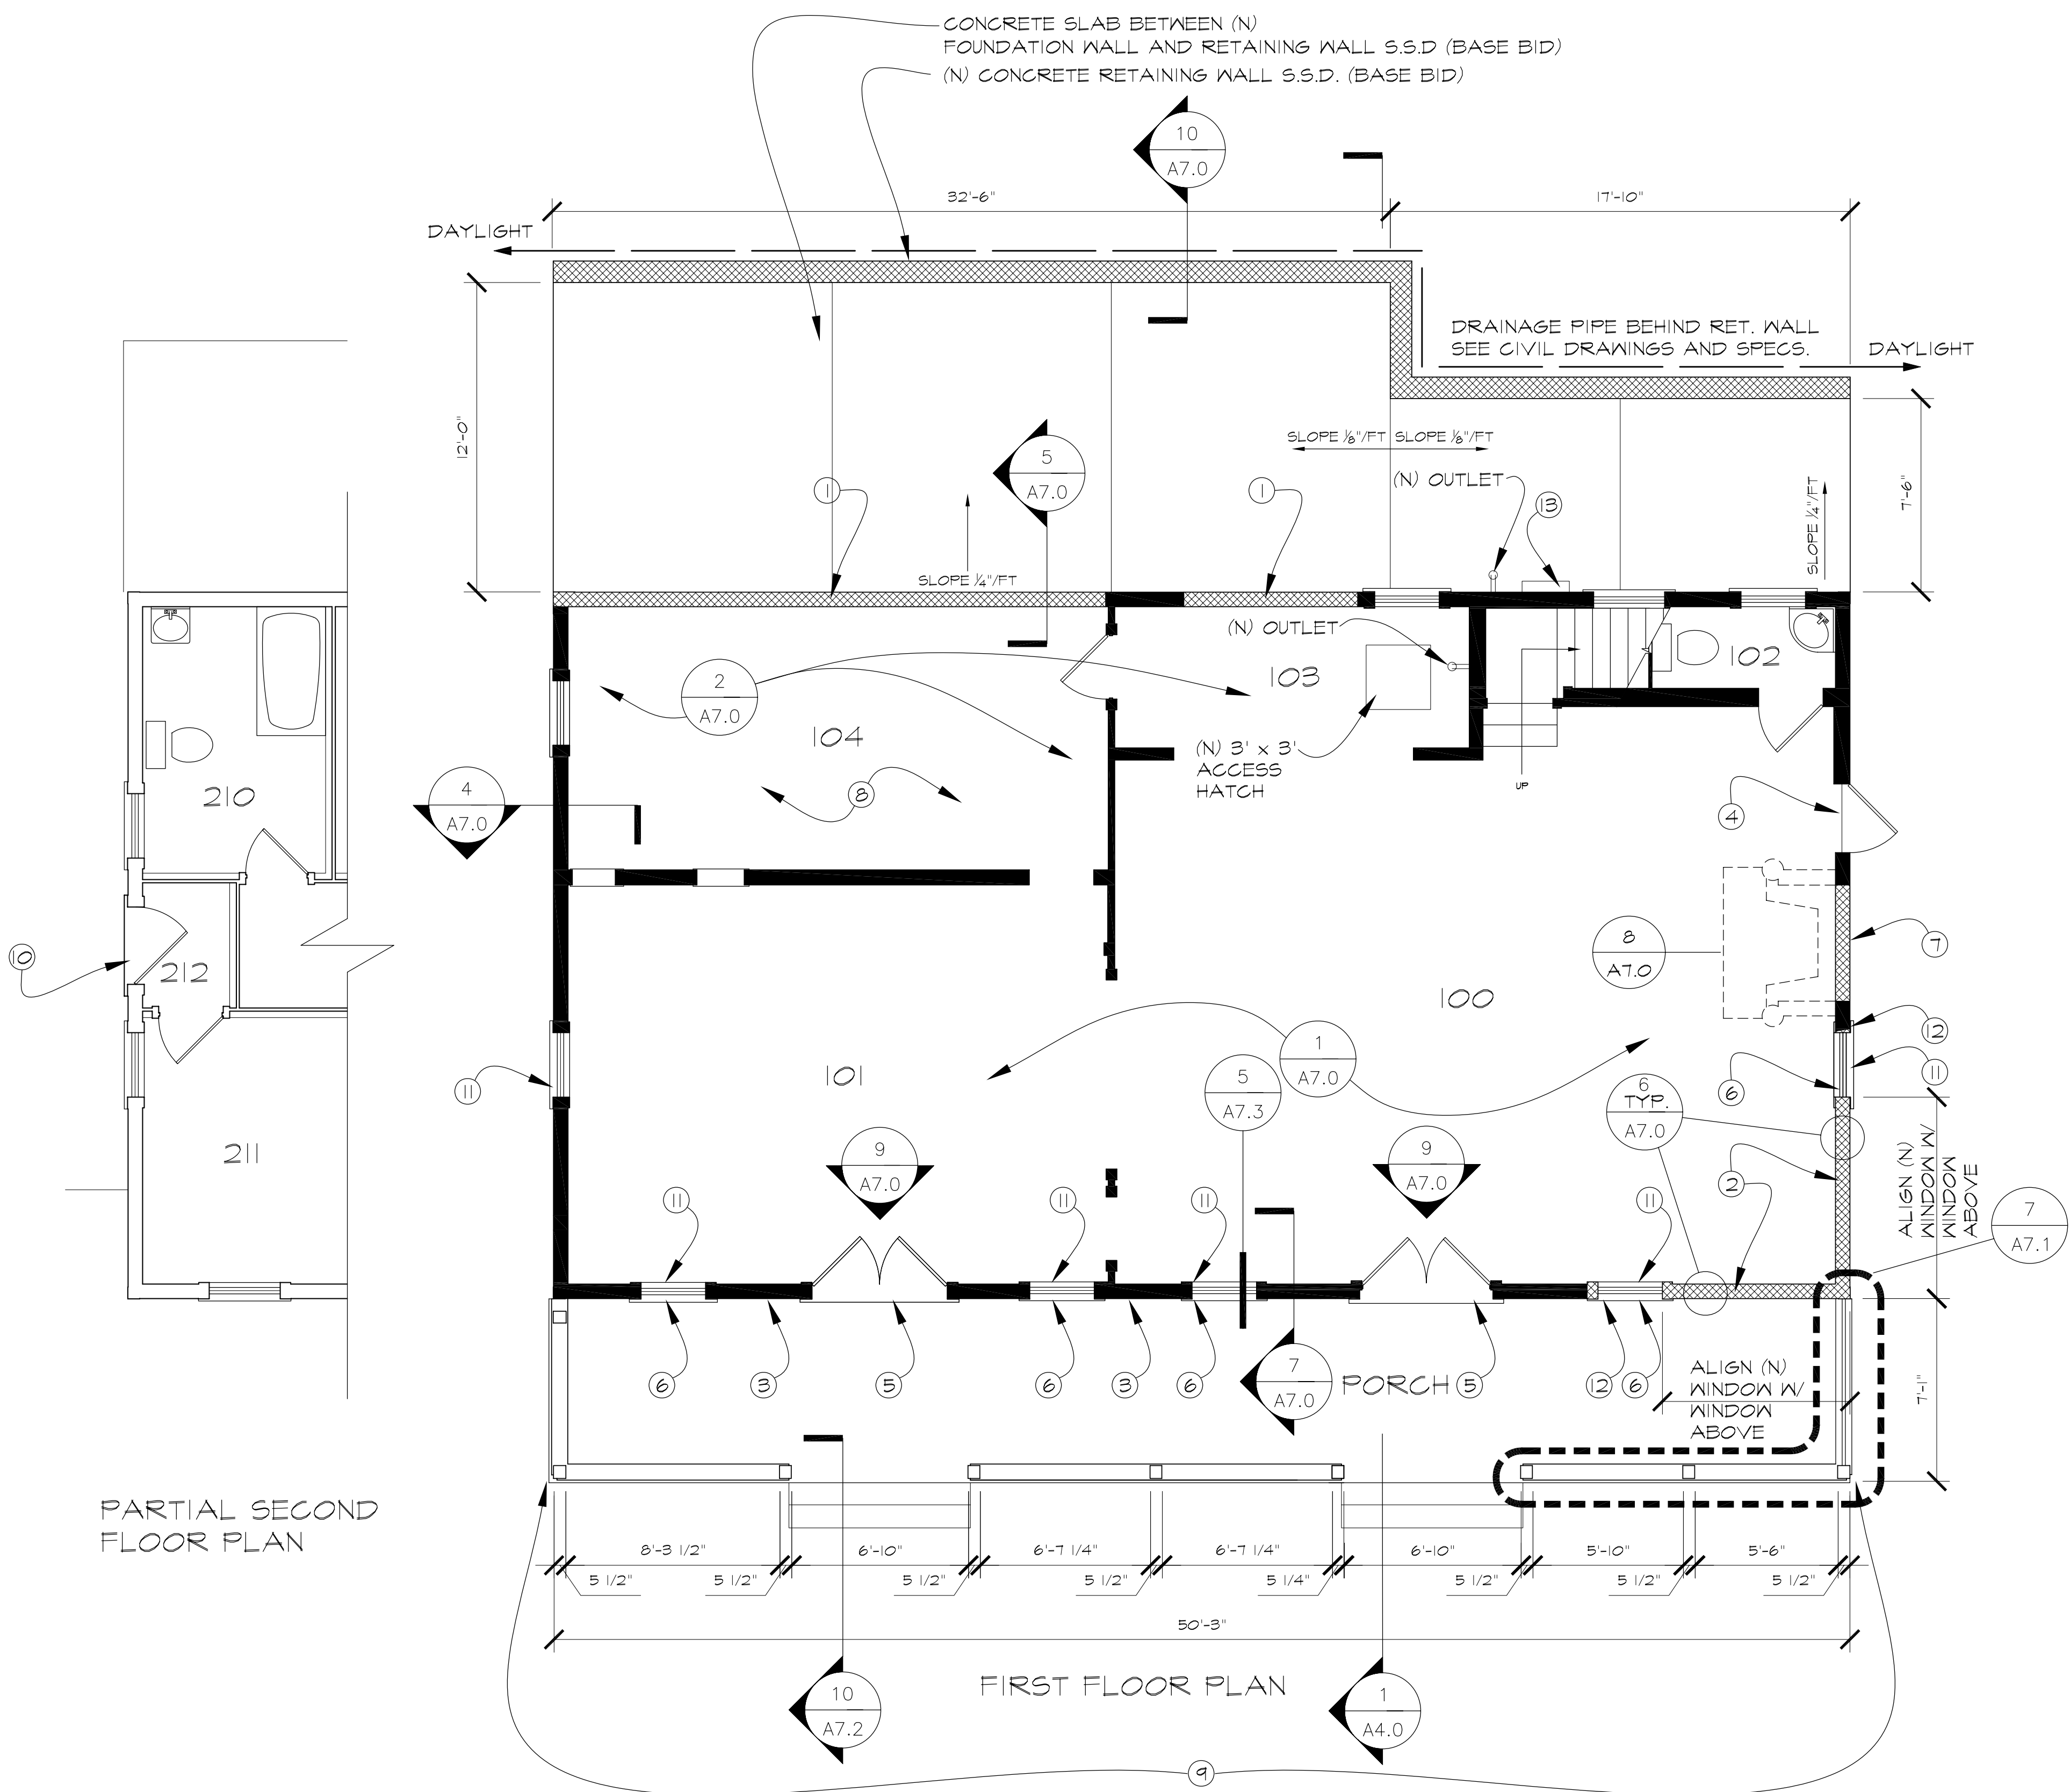 CONCRETE SLAB BETWEEN (N)
FOUNDATION WALL AND RETAINING WALL S.S.D (BASE BID)
(N) CONCRETE RETAINING WALL S.S.D. (BASE BID)
10
A7.0
32'-6"
17'-10"
DAYLIGHT
DRAINAGE PIPE BEHIND RET. WALL
SEE CIVIL DRAWINGS AND SPECS.
DAYLIGHT
12'-0"
SLOPE 1/8"/FT SLOPE 1/8"/FT
5
A7.0
1
1
(N) OUTLET
13
SLOPE 1/4"/FT
7'-6"
SLOPE 1/4"/FT
(N) OUTLET
102
103
2
A7.0
104
(N) 3' x 3'
ACCESS
HATCH
UP
4
A7.0
8
4
210
10
212
8
A7.0
7
100
12
1
A7.0
101
11
5
A7.3
6
11
6
TYP.
A7.0
211
9
A7.0
9
A7.0
2
ALIGN (N)
WINDOW W/
WINDOW
ABOVE
11
11
11
11
7
A7.1
6
3
5
6
3
6
7
A7.0
PORCH
5
12
6
ALIGN (N)
WINDOW W/
WINDOW
ABOVE
7'-1"
PARTIAL SECOND
FLOOR PLAN
8'-3 1/2"
6'-10"
6'-7 1/4"
6'-7 1/4"
6'-10"
5'-10"
5'-6"
5 1/2"
5 1/2"
5 1/2"
5 1/2"
5 1/4"
5 1/2"
5 1/2"
5 1/2"
50'-3"
FIRST FLOOR PLAN
10
A7.2
1
A4.0
9